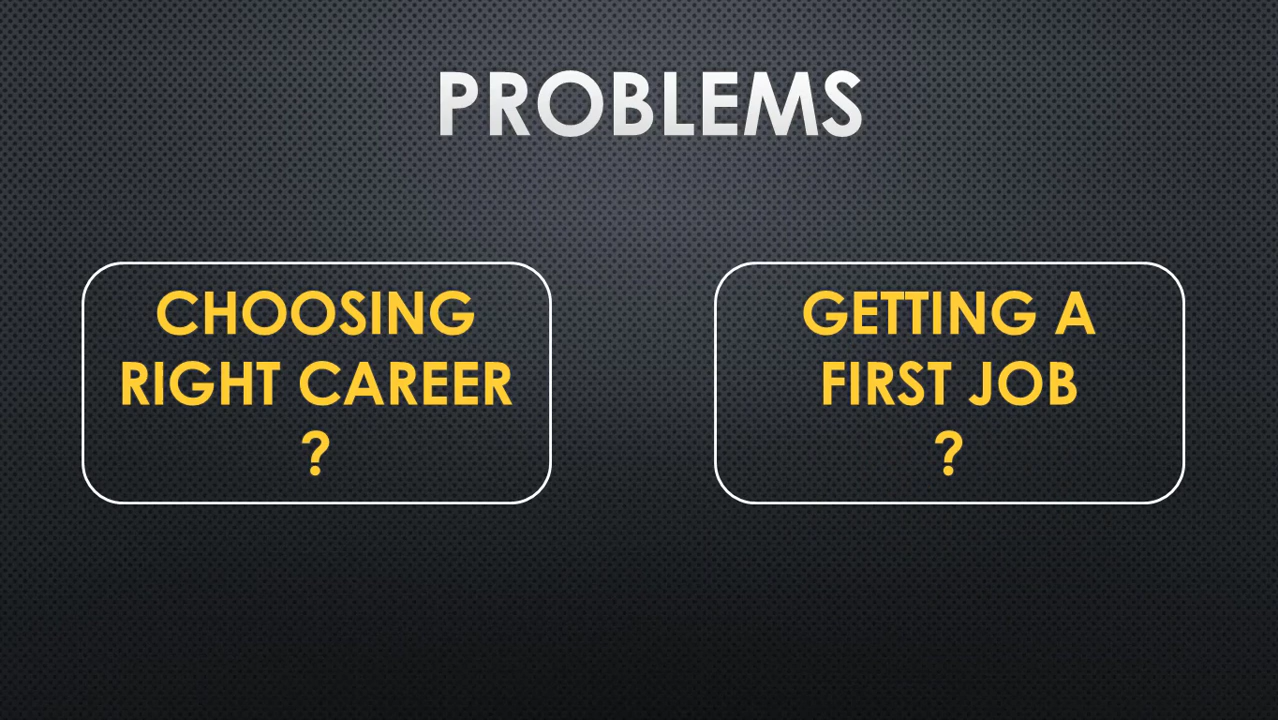 PROBLEMS
CHOOSING
RIGHT CAREER
?
GETTING A
FIRST JOB
?